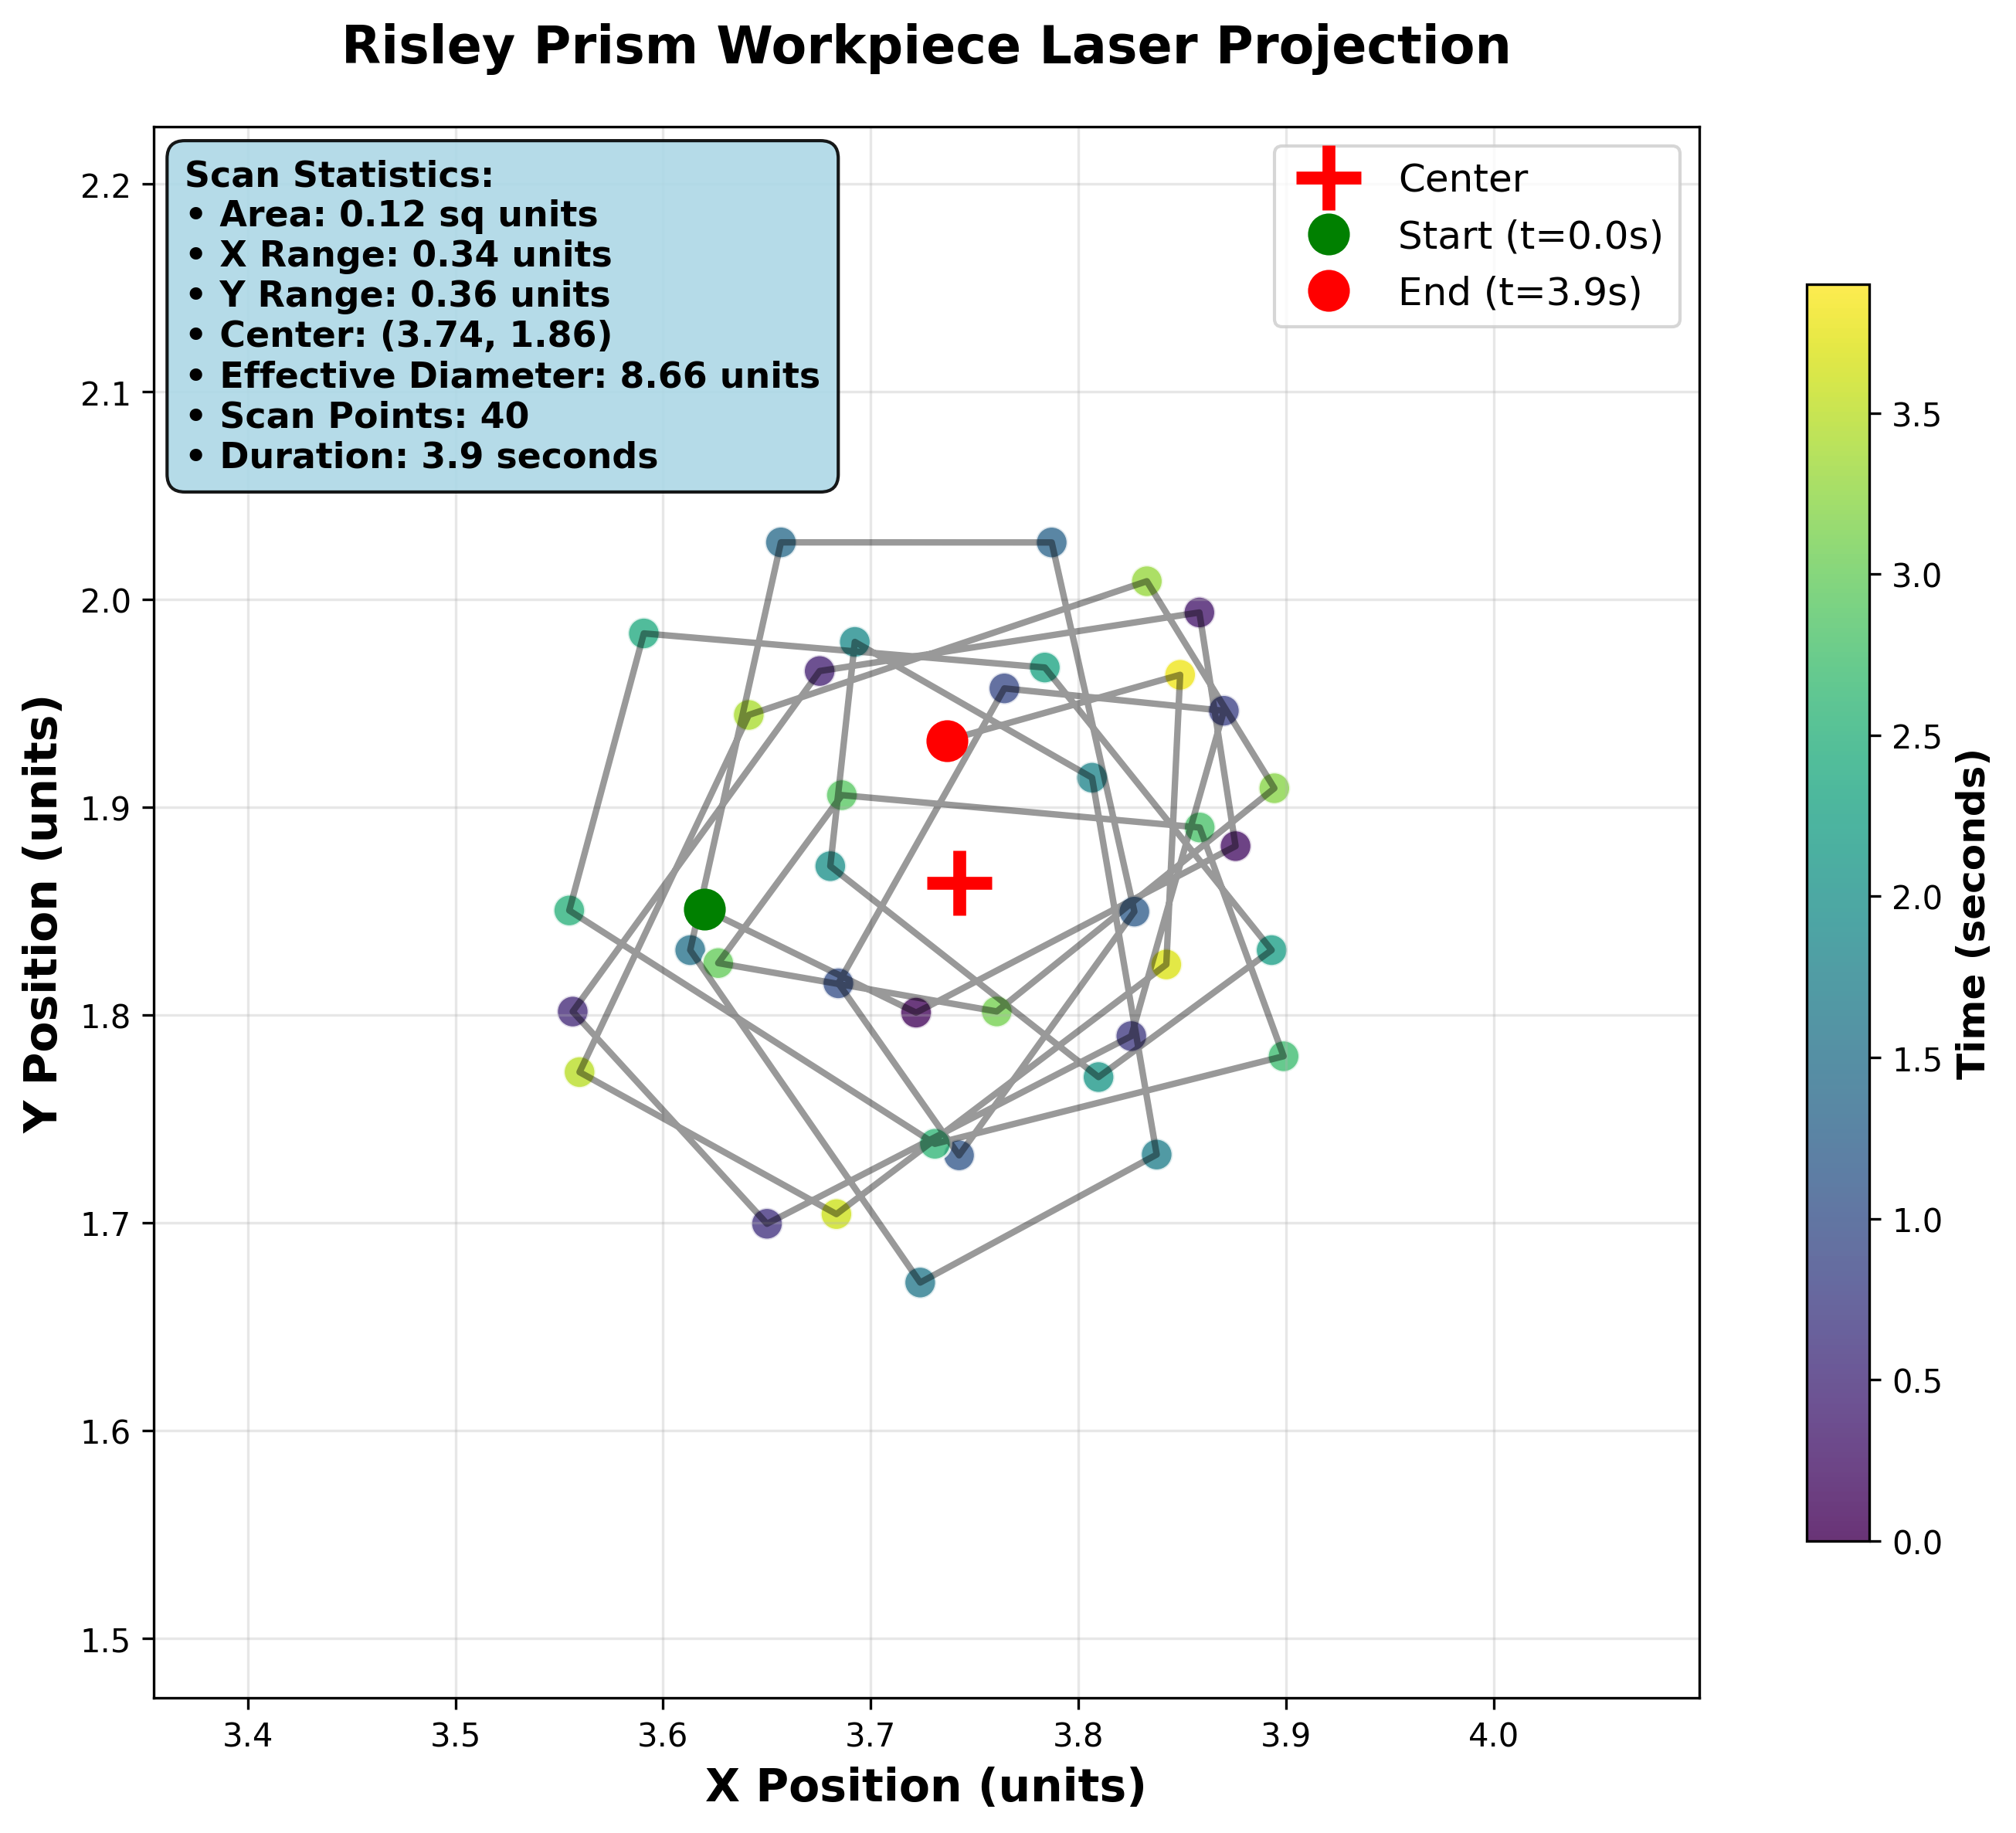 Risley Prism Workpiece Laser Projection
Scan Statistics:
• Area: 0.12 sq units
• X Range: 0.34 units
• Y Range: 0.36 units
• Center: (3.74, 1.86)
• Effective Diameter: 8.66 units
• Scan Points: 40
• Duration: 3.9 seconds
Center
Start (t=0.0s)
End (t=3.9s)
Y Position (units)
2.2
2.1
2.0
1.9
1.8
1.7
1.6
1.5
3.4
3.5
3.6
3.7
3.8
3.9
4.0
X Position (units)
3.5
3.0
2.5
2.0
1.5
1.0
0.5
0.0
Time (seconds)